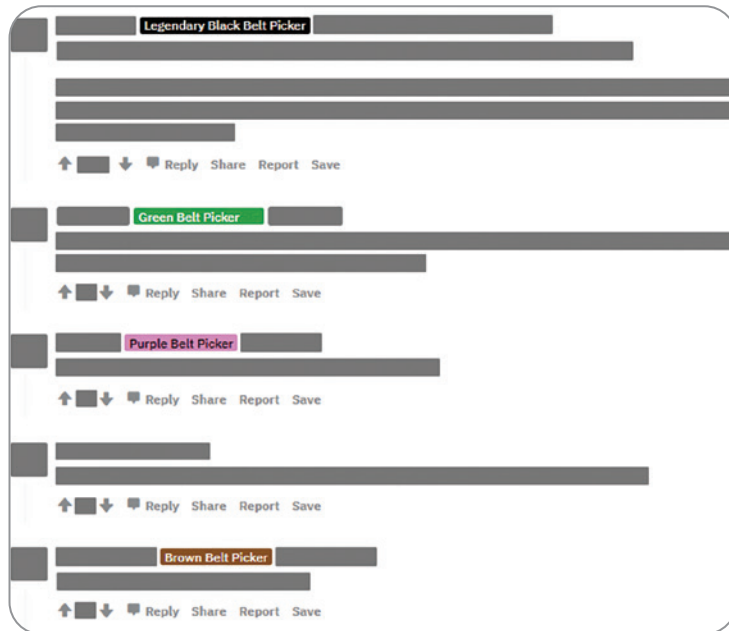 Legendary Black Belt Picker
Reply Share Report Save
Green Belt Picker
Reply Share Report Save
Purple Belt Picker
Reply Share Report Save
Reply Share Report Save
Brown Belt Picker
Reply Share Report Save